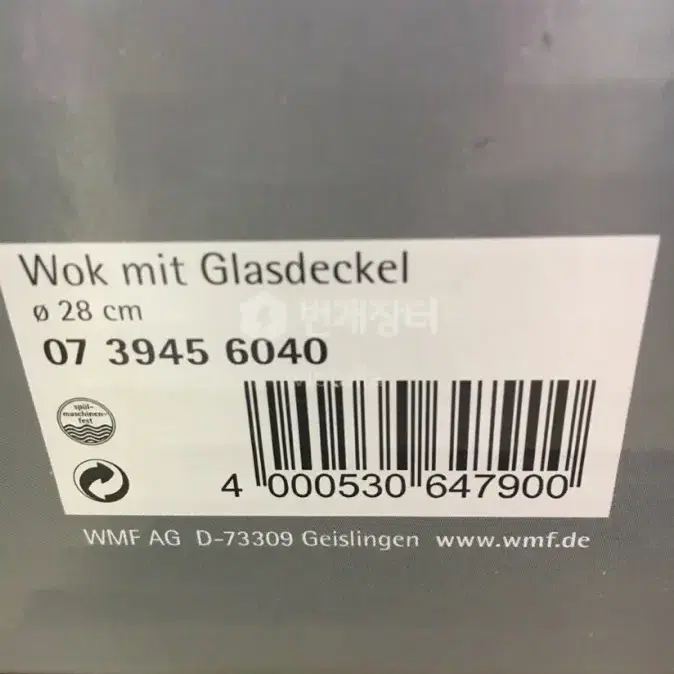 Wok mit Glasdeckel
ø 28 cm
번개장터
07 3945 6040
spül-
maschinen-
fest
4 000530 647900
WMF AG D-73309 Geislingen www.wmf.de